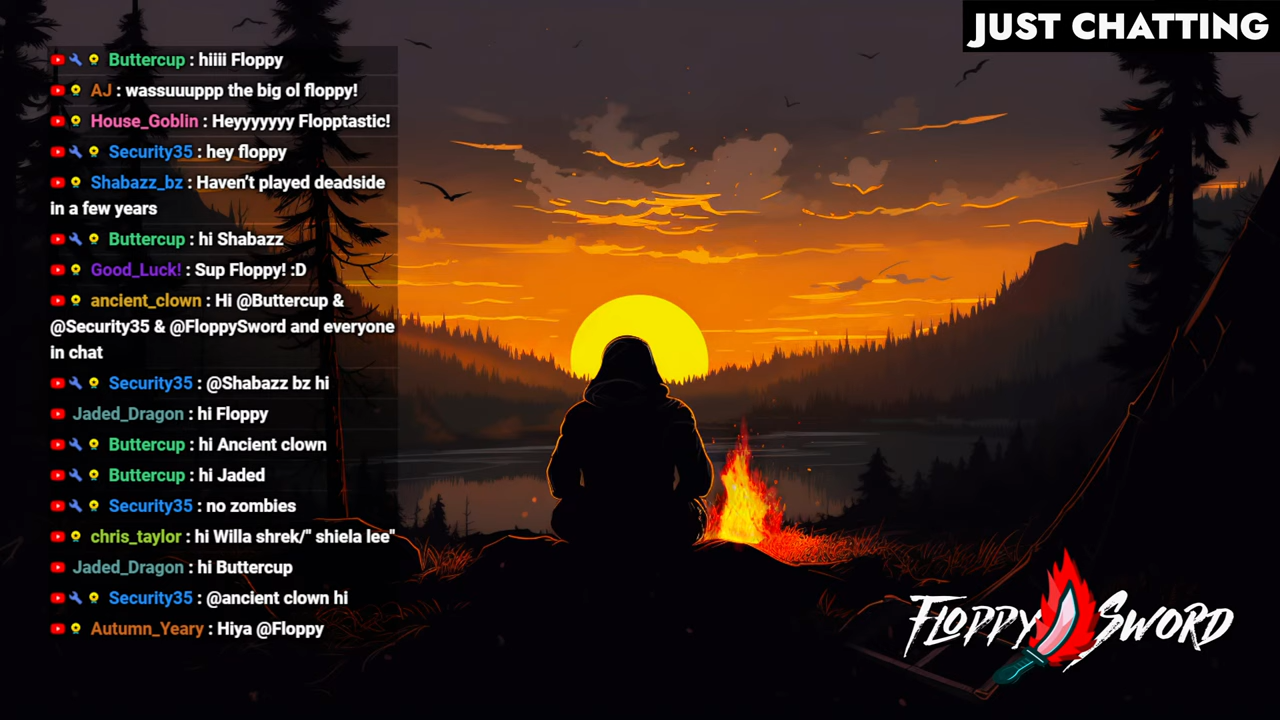 JUST CHATTING
Buttercup : hiiii Floppy
AJ : wassuuuppp the big ol floppy!
House_Goblin : Heyyyyyy Flopptastic!
Security35 : hey floppy
Shabazz_bz : Haven't played deadside
in a few years
Buttercup : hi Shabazz
Good_Luck! : Sup Floppy! :D
ancient_clown : Hi @Buttercup &
@Security35 & @FloppySword and everyone
in chat
Security35 : @Shabazz bz hi
Jaded_Dragon : hi Floppy
Buttercup : hi Ancient clown
Buttercup : hi Jaded
Security35 : no zombies
chris_taylor : hi Willa shrek/" shiela lee"
Jaded_Dragon : hi Buttercup
Security35 : @ancient clown hi
Autumn_Yeary : Hiya @Floppy
FLOPPY SWORD